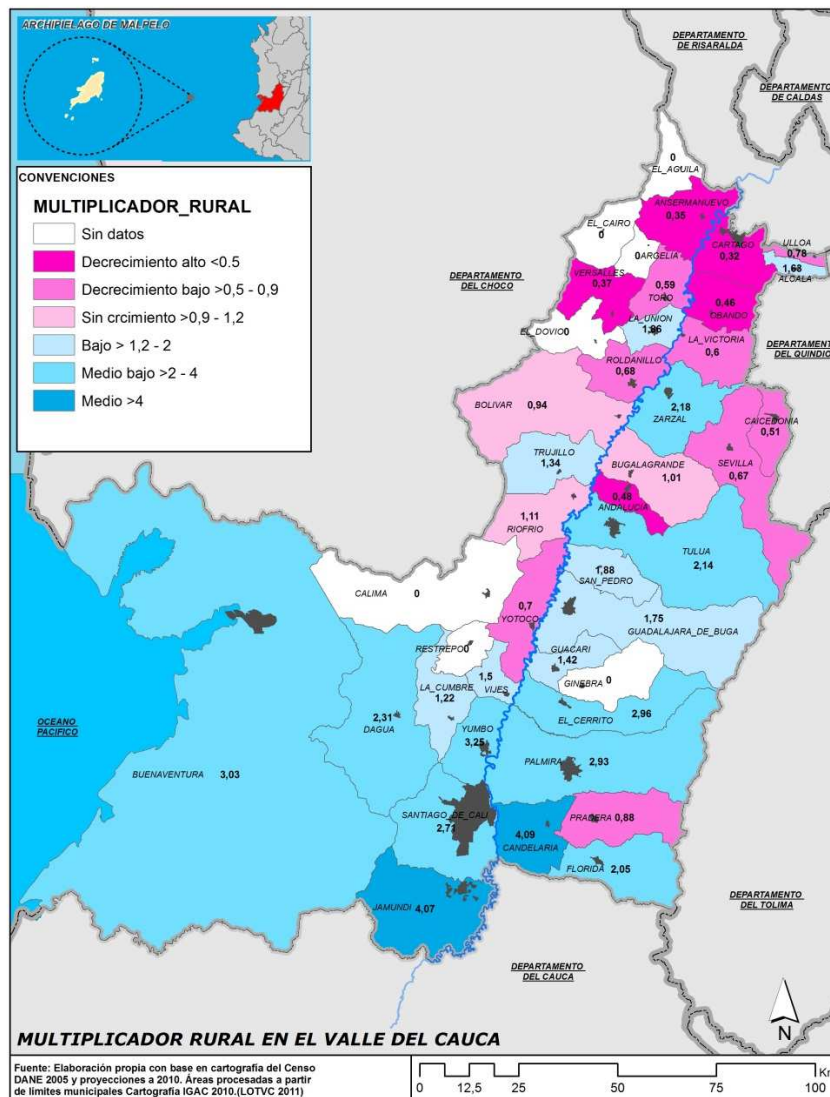 ARCHIPIELAGO DE MALPELO
CONVENCIONES
MULTIPLICADOR_RURAL
Sin datos
Decrecimiento alto <0.5
Decrecimiento bajo >0,5 - 0,9
Sin crcimiento >0,9 - 1,2
Bajo > 1,2 - 2
Medio bajo >2 - 4
Medio >4
DEPARTAMENTO
DE RISARALDA
DEPARTAMENTO
DE CALDAS
0
EL_AGUILA
ANSERMANUEVO
0,35
EL_CAIRO
0
CARTAGO
0,32
ULLOA
0,78
0
ARGELIA
1,68
ALCALA
DEPARTAMENTO
DEL CHOCO
VERSALLES
0,37
0,59
TORO
0,46
OBANDO
EL_DOVIO 0
LA_UNION
1,96
LA_VICTORIA
0,6
DEPARTAMENTO
DEL QUINDIO
ROLDANILLO
0,68
BOLIVAR 0,94
2,18
ZARZAL
CAICEDONIA
0,51
TRUJILLO
1,34
BUGALAGRANDE
1,01
SEVILLA
0,67
0,48
ANDALUCIA
1,11
RIOFRIO
TULUA
2,14
CALIMA 0
1,88
SAN_PEDRO
0,7
YOTOCO
1,75
GUADALAJARA_DE_BUGA
RESTREPO 0
GUACARI
1,42
0
GINEBRA
LA_CUMBRE
1,22
1,5
VIJES
2,31
DAGUA
EL_CERRITO 2,96
OCEANO
PACIFICO
YUMBO
3,25
BUENAVENTURA 3,03
PALMIRA 2,93
SANTIAGO_DE_CALI
2,71
PRADERA 0,88
4,09
CANDELARIA
FLORIDA 2,05
JAMUNDI 4,07
DEPARTAMENTO
DEL TOLIMA
DEPARTAMENTO
DEL CAUCA
N
MULTIPLICADOR RURAL EN EL VALLE DEL CAUCA
Fuente: Elaboración propia con base en cartografía del Censo
DANE 2005 y proyecciones a 2010. Áreas procesadas a partir
de límites municipales Cartografía IGAC 2010.(LOTVC 2011)
0 12,5 25 50 75 100
Km